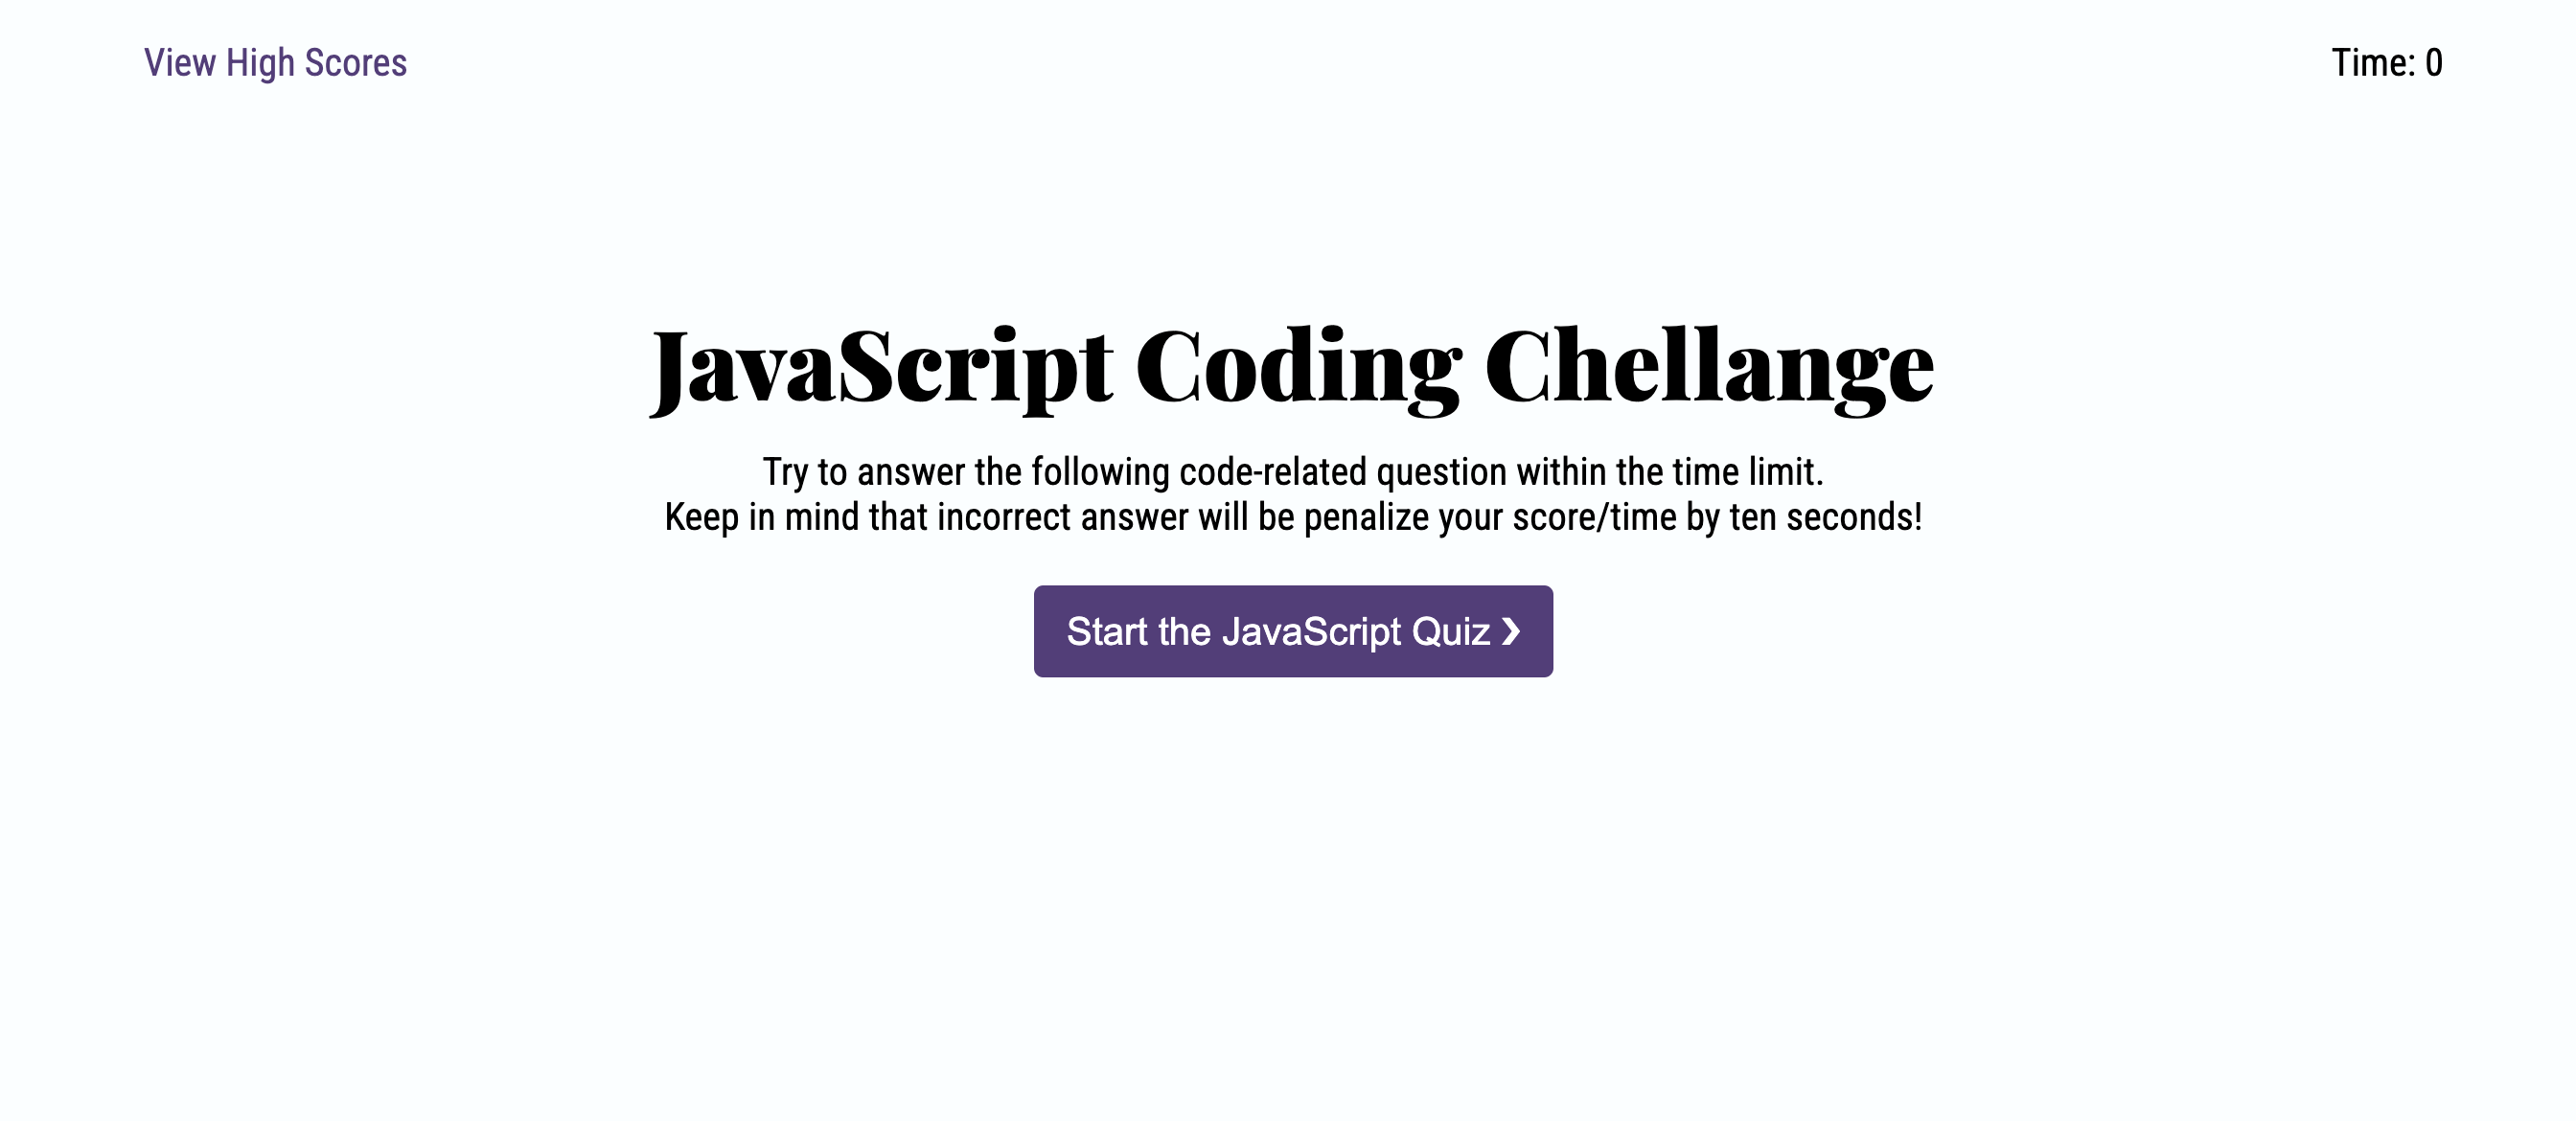 View High Scores
Time: 0
JavaScript Coding Chellange
Try to answer the following code-related question within the time limit.
Keep in mind that incorrect answer will be penalize your score/time by ten seconds!
Start the JavaScript Quiz ❯